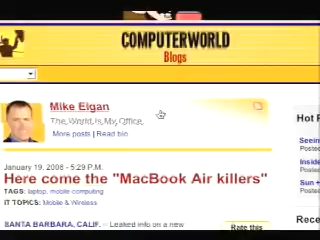 COMPUTERWORLD
Blogs
Mike Elgan
The World Is My Office
More posts | Read bio
Hot
January 19, 2008 - 5:29 P.M.
Here come the "MacBook Air killers"
TAGS: laptop, mobile computing
IT TOPICS: Mobile & Wireless
SANTA BARBARA, CALIF. -- Leaked info on a new
Rate this
Seein
Poste
Inside
Poste
Sun +
Poste
Resour